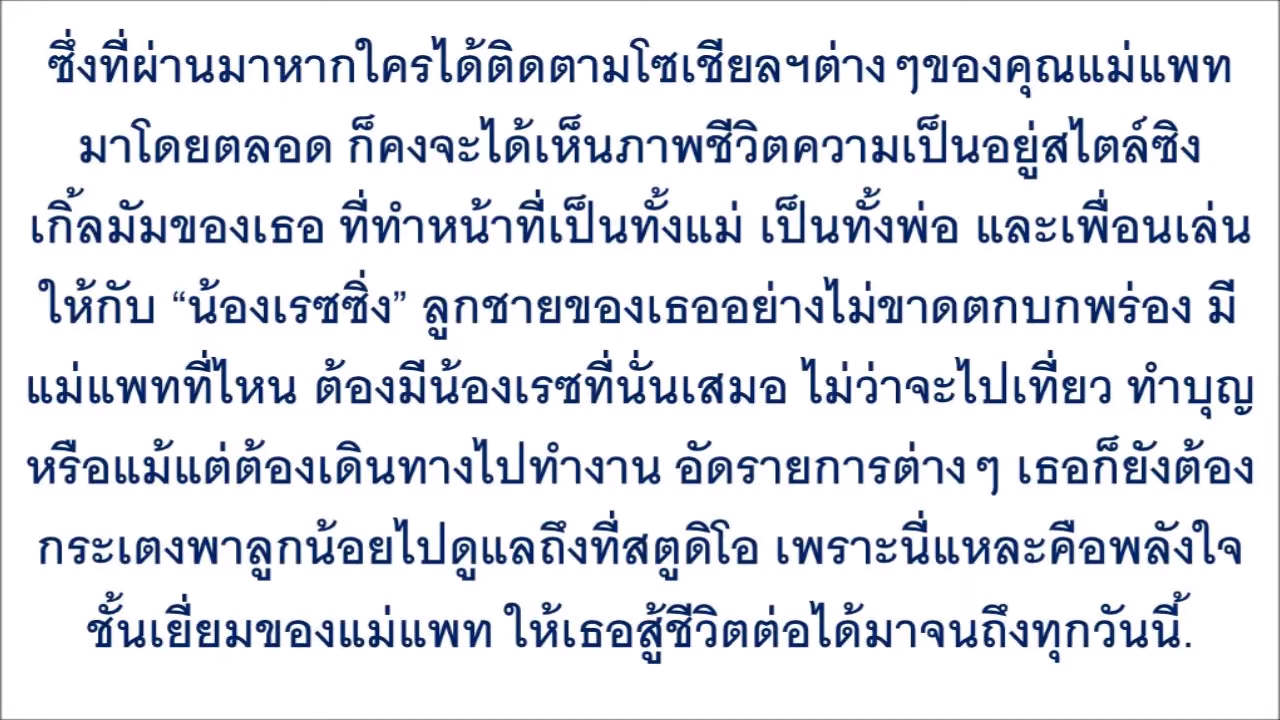 ซึ่งที่ผ่านมาหากใครได้ติดตามโซเชียลฯต่าง ๆของคุณแม่แพท
มาโดยตลอด ก็คงจะได้เห็นภาพชีวิตความเป็นอยู่สไตล์ซิง
เกิ้ลมัมของเธอ ที่ทำหน้าที่เป็นทั้งแม่ เป็นทั้งพ่อ และเพื่อนเล่น
ให้กับ “น้องเรซซิ่ง” ลูกชายของเธออย่างไม่ขาดตกบกพร่อง มี
แม่แพทที่ไหน ต้องมีน้องเรซที่นั่นเสมอ ไม่ว่าจะไปเที่ยว ทำบุญ
หรือแม้แต่ต้องเดินทางไปทำงาน อัดรายการต่าง ๆ เธอก็ยังต้อง
กระเตงพาลูกน้อยไปดูแลถึงที่สตูดิโอ เพราะนี่แหละคือพลังใจ
ชั้นเยี่ยมของแม่แพท ให้เธอสู้ชีวิตต่อได้มาจนถึงทุกวันนี้.